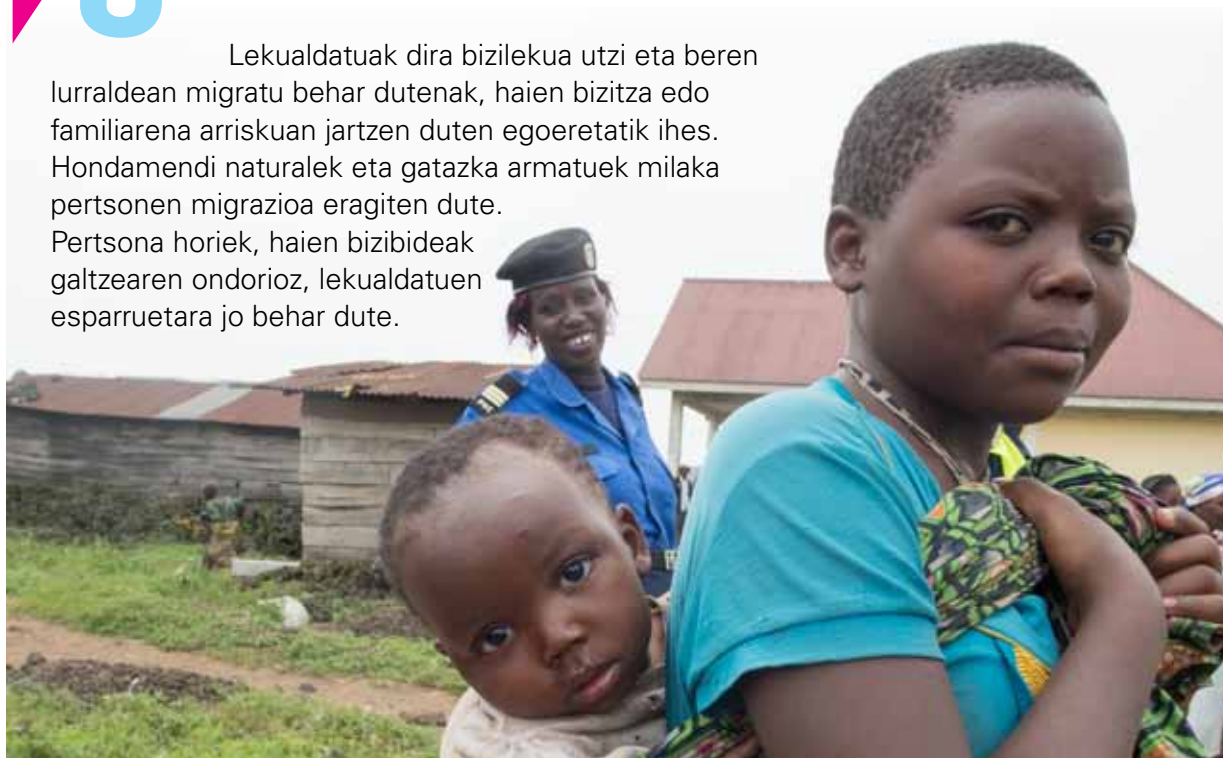 Lekualdatuak dira bizilekua utzi eta beren
lurraldean migratu behar dutenak, haien bizitza edo
familiarena arriskuan jartzen duten egoeretatik ihes.
Hondamendi naturalek eta gatazka armatuek milaka
pertsonen migrazioa eragiten dute.
Pertsona horiek, haien bizibideak
galtzearen ondorioz, lekualdatuen
esparruetara jo behar dute.